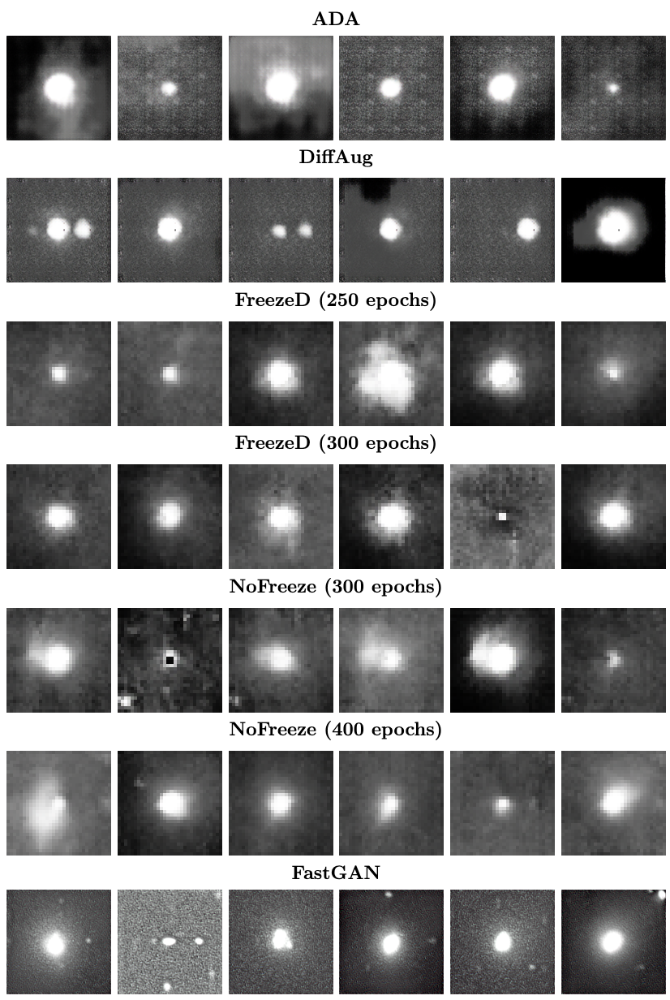 ADA
DiffAug
FreezeD (250 epochs)
FreezeD (300 epochs)
NoFreeze (300 epochs)
NoFreeze (400 epochs)
FastGAN